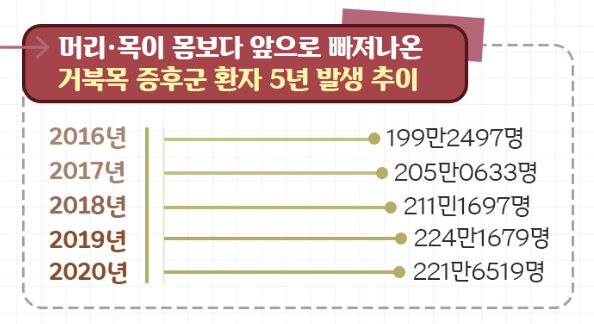 머리·목이 몸보다 앞으로 빠져나온
거북목 증후군 환자 5년 발생 추이
2016년 199만2497명
2017년 205만0633명
2018년 211민1697명
2019년 224만1679명
2020년 221만6519명